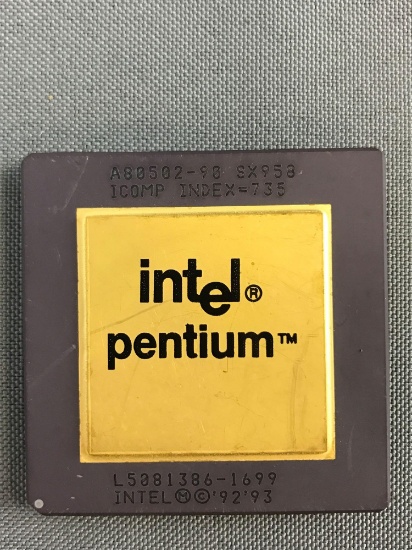 A80502-90 SX958
ICOMP INDEX=735
intel®
pentium™
L5081386-1699
INTEL Ⓜ © '92'93